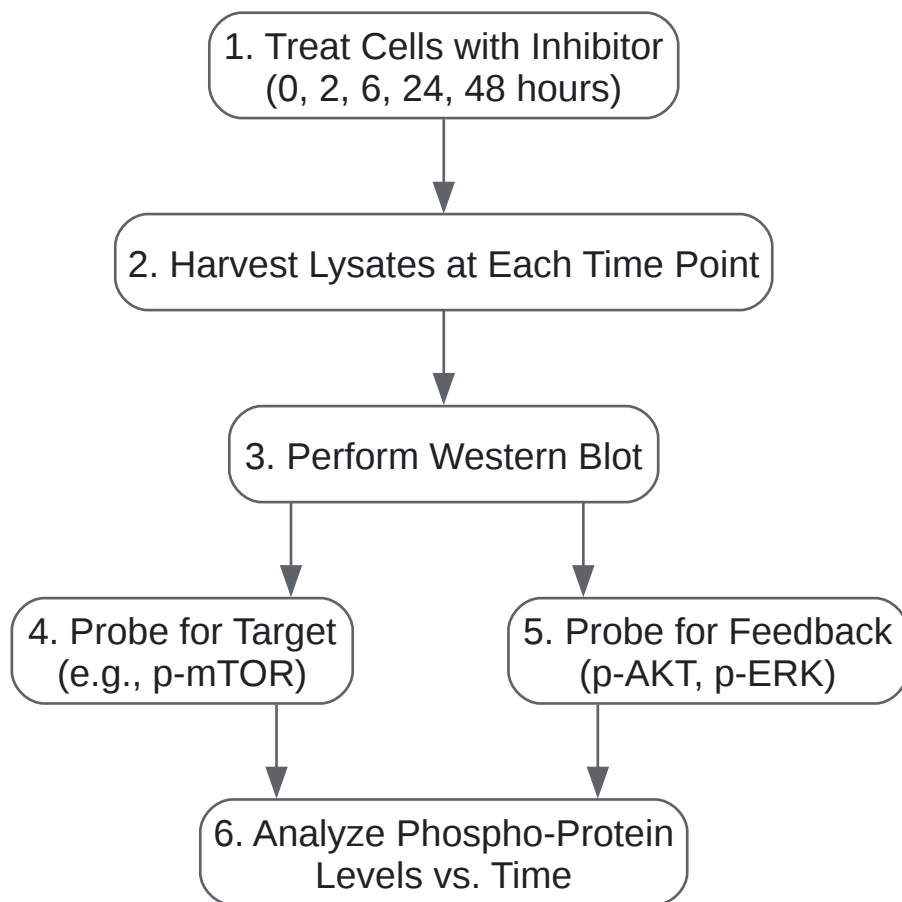 1. Treat Cells with Inhibitor
(0, 2, 6, 24, 48 hours)
2. Harvest Lysates at Each Time Point
3. Perform Western Blot
4. Probe for Target
(e.g., p-mTOR)
5. Probe for Feedback
(p-AKT, p-ERK)
6. Analyze Phospho-Protein
Levels vs. Time